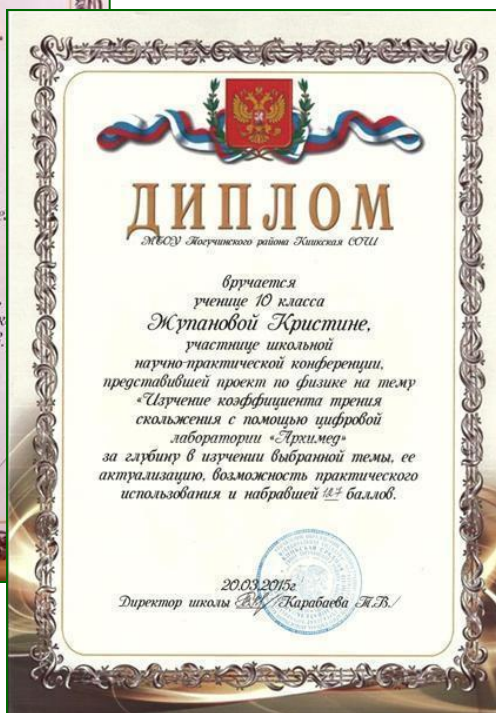 ДИПЛОМ
МБОУ Тогучинского района Киикская СОШ
вручается
ученице 10 класса
Жупановой Кристине,
участнице школьной
научно-практической конференции,
представившей проект по физике на тему
«Изучение коэффициента трения
скольжения с помощью цифровой
лаборатории «Архимед»
за глубину в изучении выбранной темы, ее
актуализацию, возможность практического
использования и набравшей баллов.
20.03.2015г.
Директор школы /Карабаева Т.В./